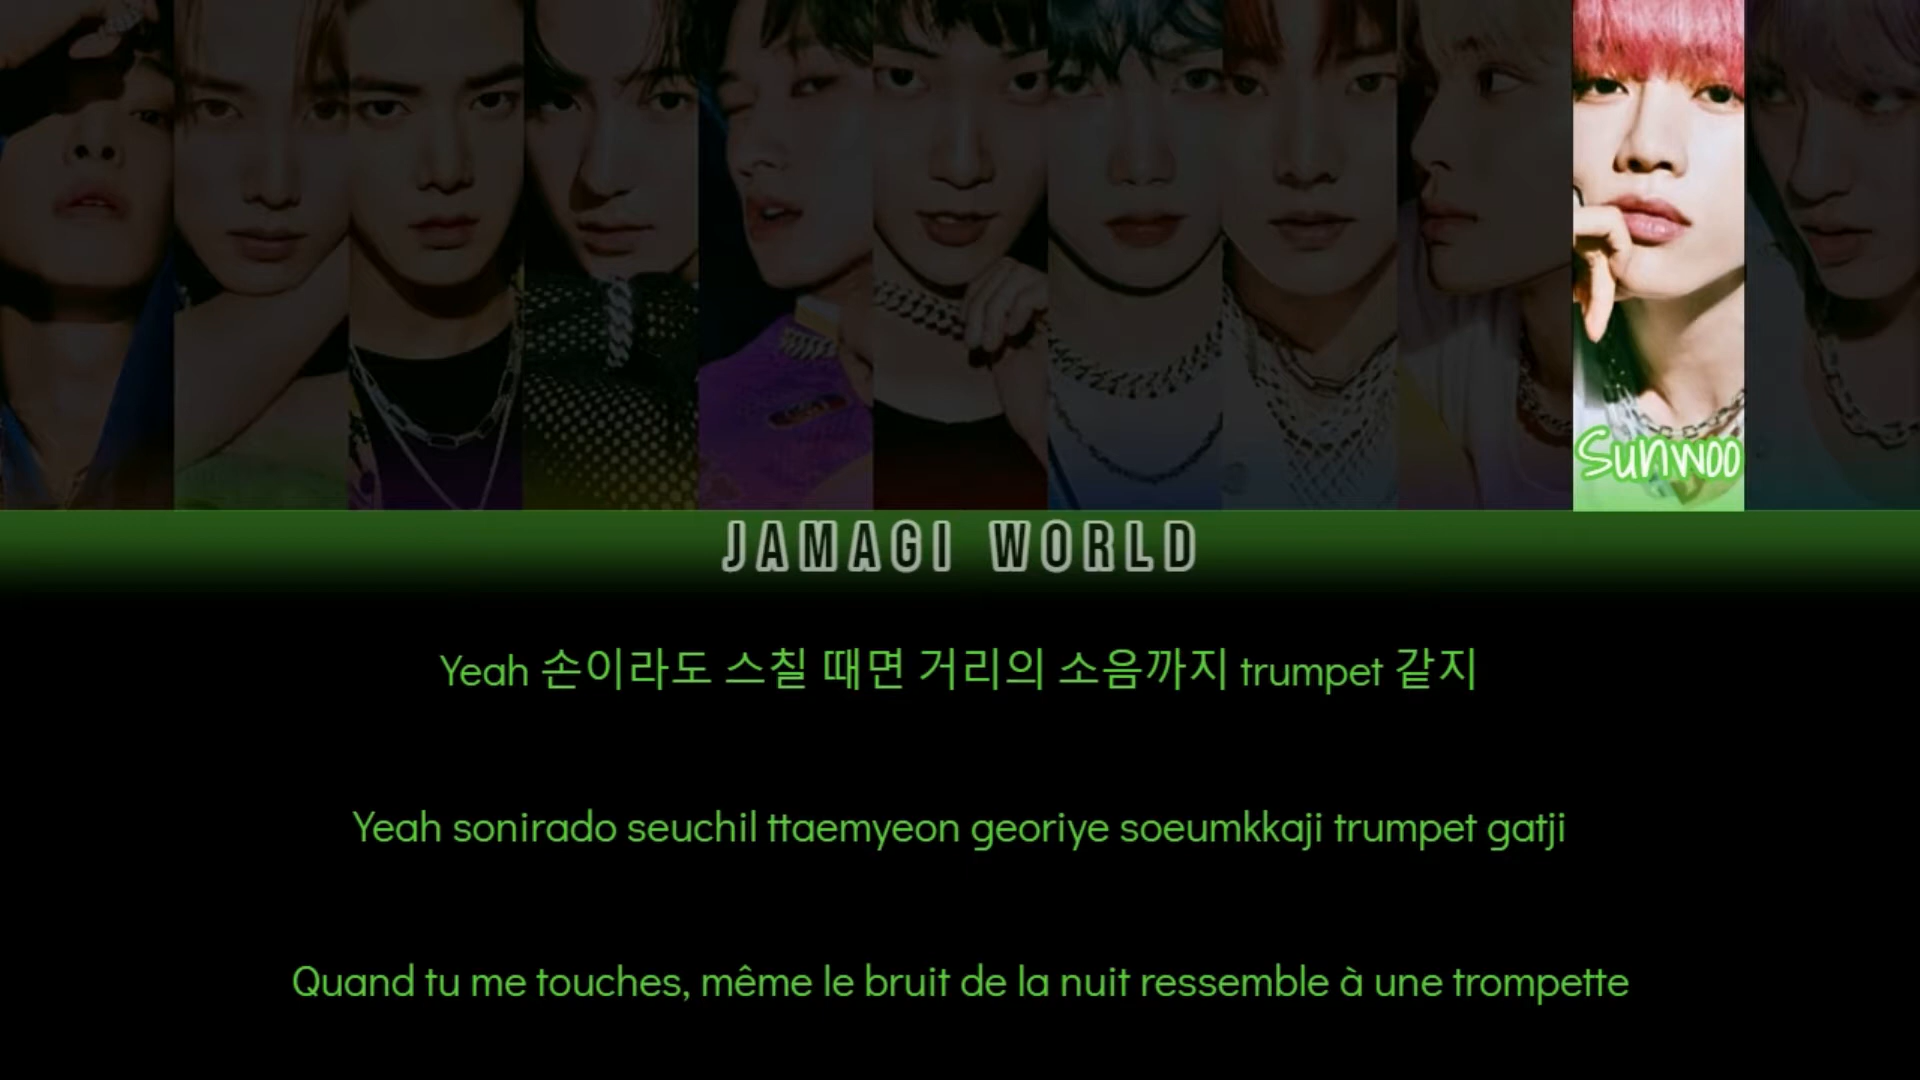 Sunwoo
JAMAGI WORLD
Yeah 손이라도 스칠 때면 거리의 소음까지 trumpet 같지
Yeah sonirado seuchil ttaemyeon georiye soeumkkaji trumpet gatji
Quand tu me touches, même le bruit de la nuit ressemble à une trompette